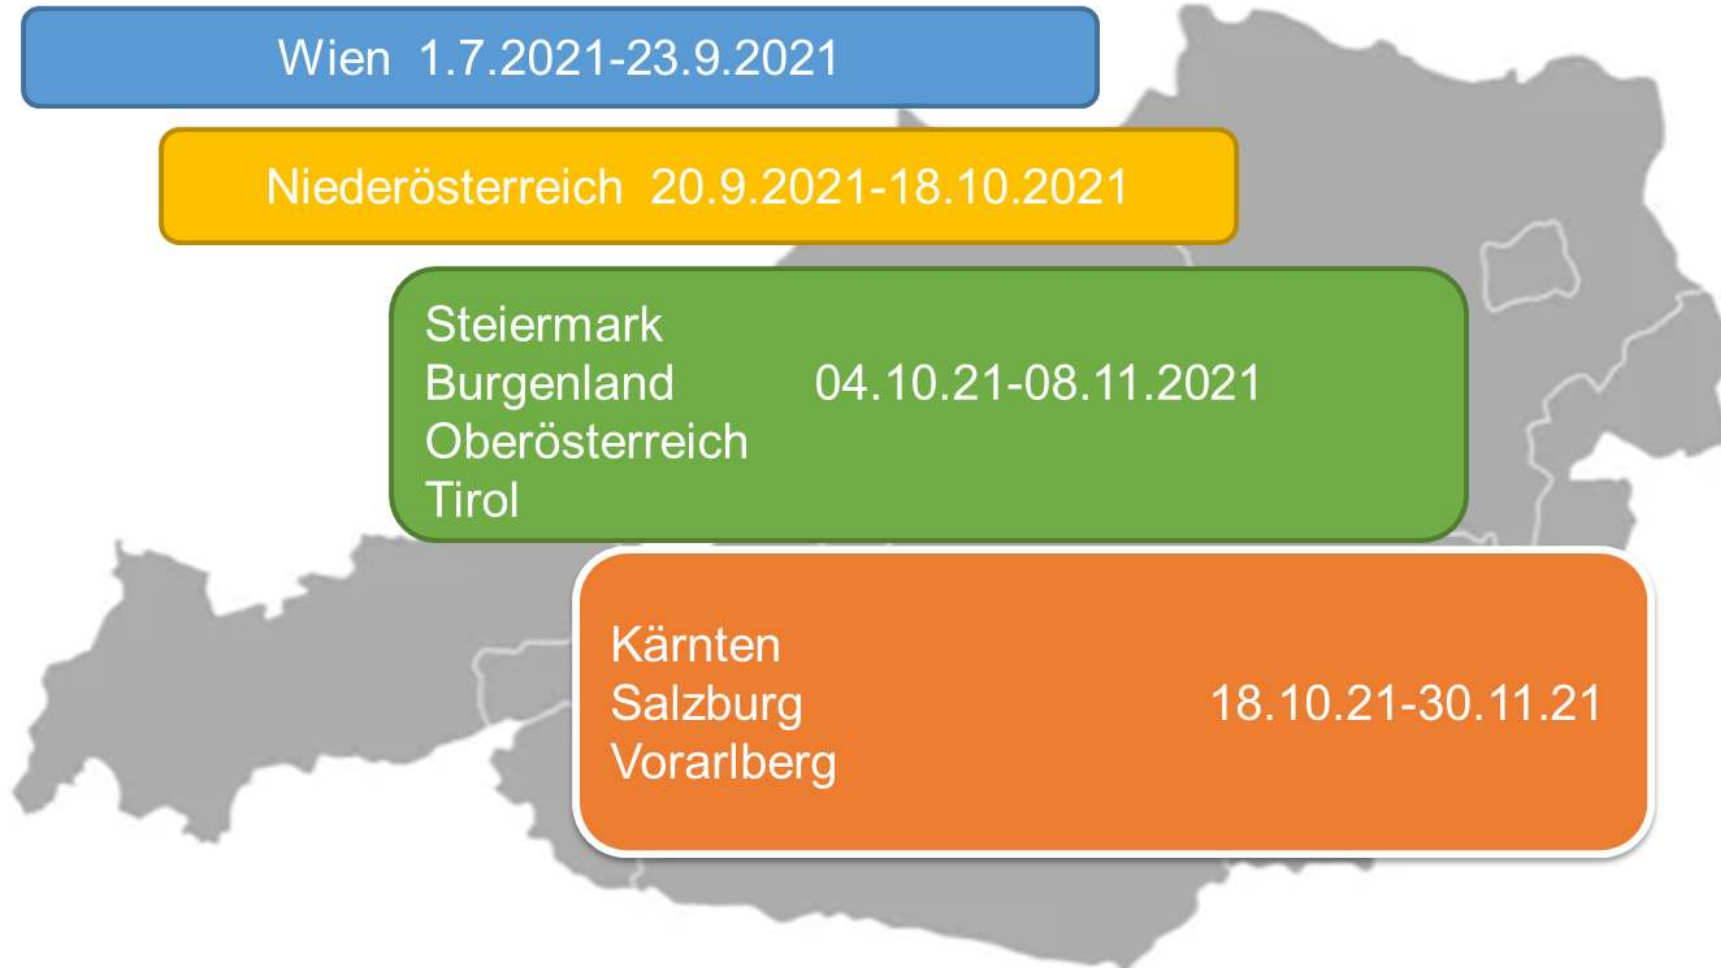 Wien 1.7.2021-23.9.2021
Niederösterreich 20.9.2021-18.10.2021
Steiermark
Burgenland 04.10.21-08.11.2021
Oberösterreich
Tirol
Kärnten
Salzburg 18.10.21-30.11.21
Vorarlberg